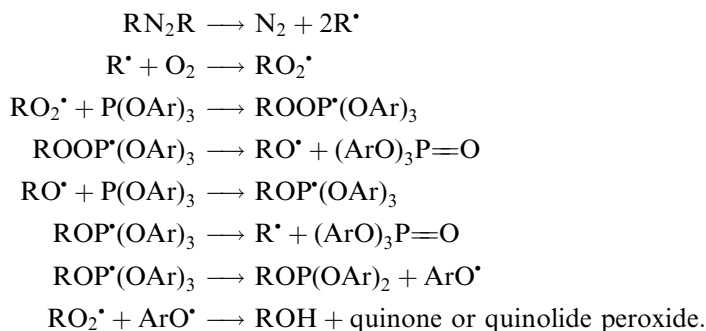 RN₂R ⟶ N₂ + 2R•
R• + O₂ ⟶ RO₂•
RO₂• + P(OAr)₃ ⟶ ROOP•(OAr)₃
ROOP•(OAr)₃ ⟶ RO• + (ArO)₃P=O
RO• + P(OAr)₃ ⟶ ROP•(OAr)₃
ROP•(OAr)₃ ⟶ R• + (ArO)₃P=O
ROP•(OAr)₃ ⟶ ROP(OAr)₂ + ArO•
RO₂• + ArO• ⟶ ROH + quinone or quinolide peroxide.